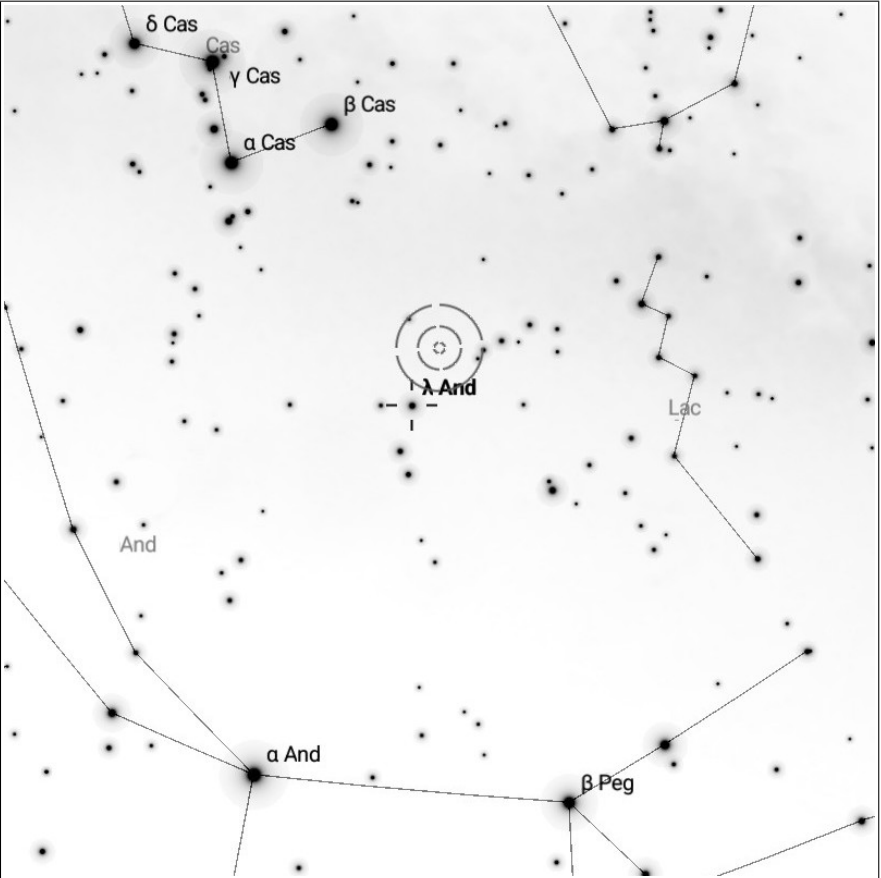 δ Cas
Cas
γ Cas
β Cas
α Cas
λ And
Lac
And
α And
β Peg